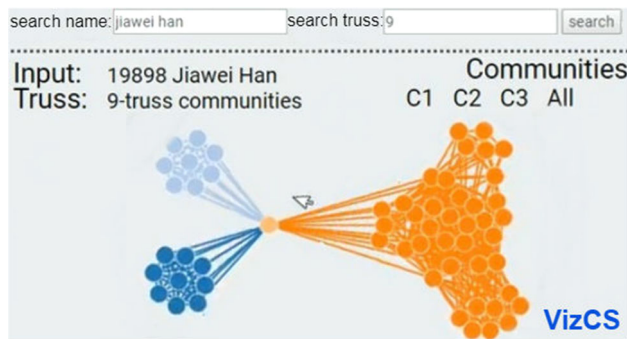 search name: jiawei han search truss: 9 search
Input: 19898 Jiawei Han Communities
Truss: 9-truss communities C1 C2 C3 All
VizCS